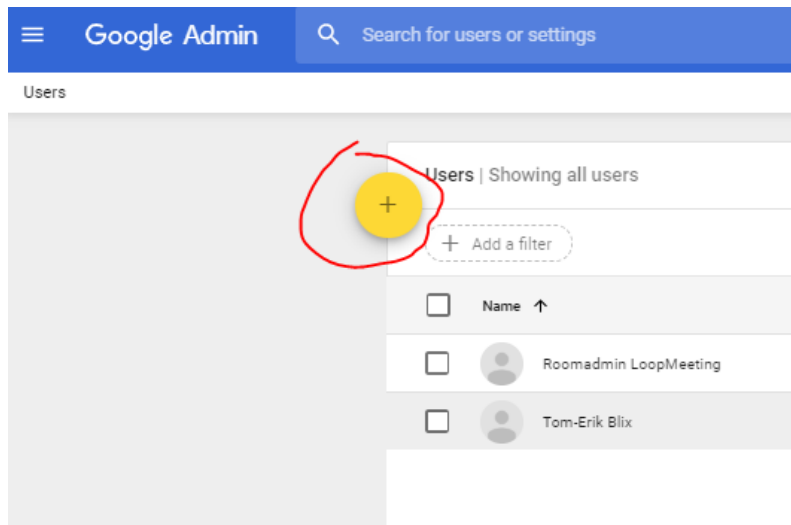 Google Admin
Search for users or settings
Users
Users | Showing all users
+
+ Add a filter
Name ↑
Roomadmin LoopMeeting
Tom-Erik Blix